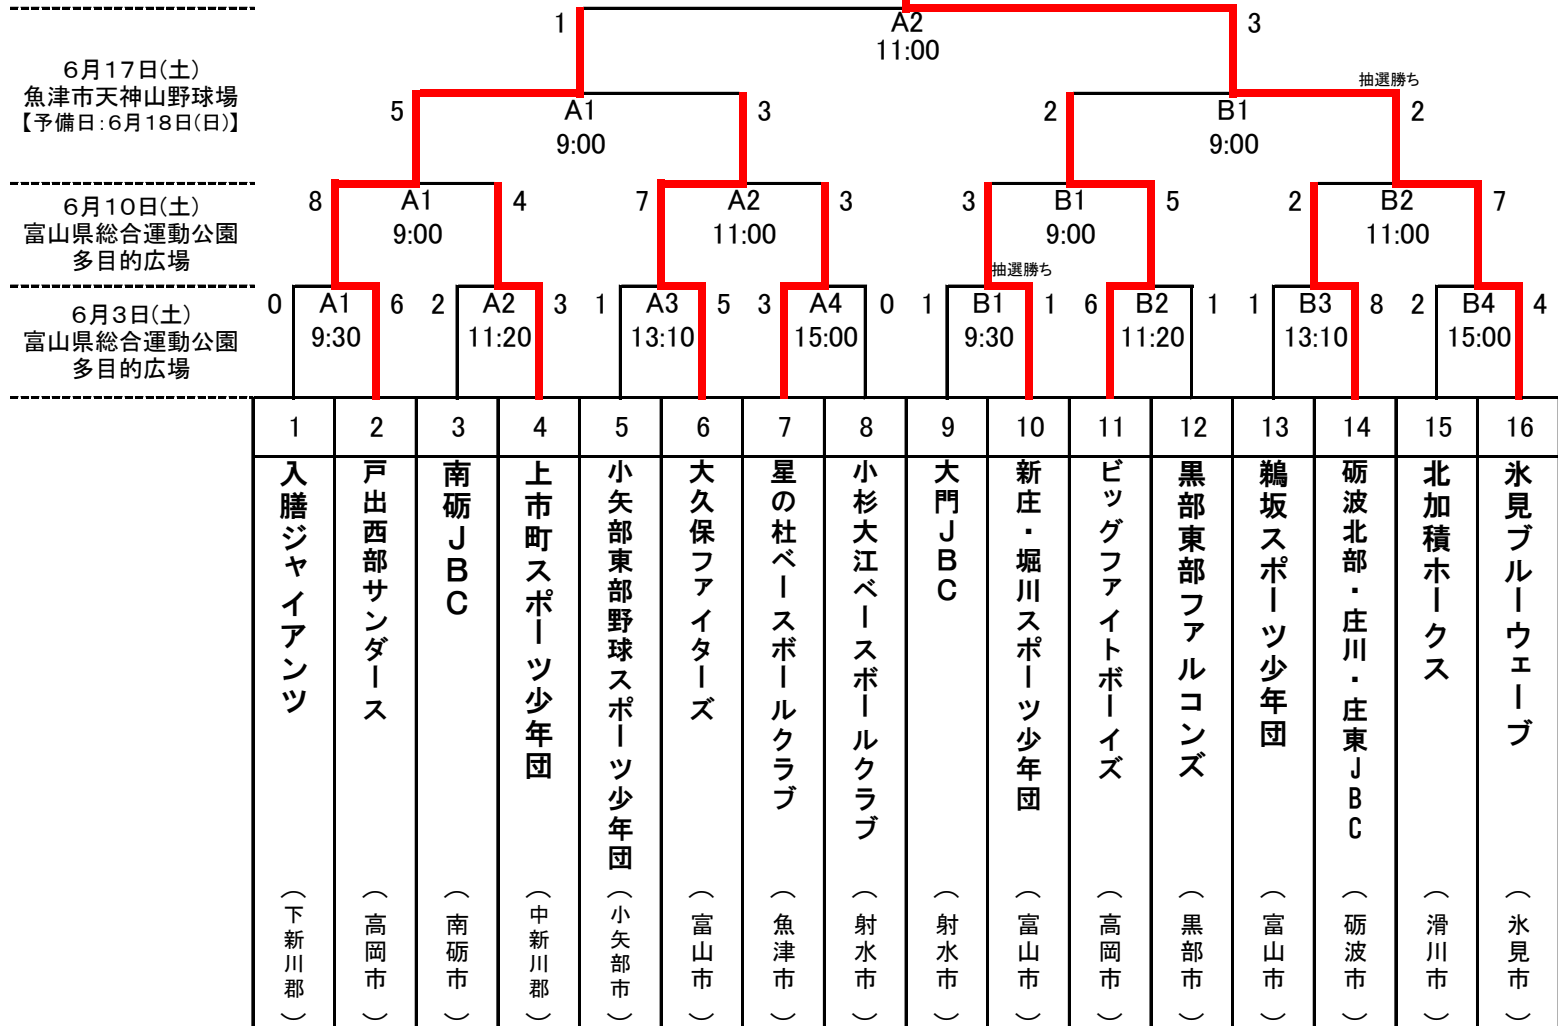 1 A2 3
11:00
6月17日(土)
魚津市天神山野球場
【予備日:6月18日(日)】
抽選勝ち
5 A1 3 2 B1 2
9:00 9:00
6月10日(土)
富山県総合運動公園
多目的広場
8 A1 4 7 A2 3 3 B1 5 2 B2 7
9:00 11:00 9:00 11:00
抽選勝ち
6月3日(土)
富山県総合運動公園
多目的広場
0 A1 6 2 A2 3 1 A3 5 3 A4 0 1 B1 1 6 B2 1 1 B3 8 2 B4 4
9:30 11:20 13:10 15:00 9:30 11:20 13:10 15:00
1 2 3 4 5 6 7 8 9 10 11 12 13 14 15 16
入膳ジャイアンツ
(下新川郡)
戸出西部サンダース
(高岡市)
南砺JBC
(南砺市)
上市町スポーツ少年団
(中新川郡)
小矢部東部野球スポーツ少年団
(小矢部市)
大久保ファイターズ
(富山市)
星の杜ベースボールクラブ
(魚津市)
小杉大江ベースボールクラブ
(射水市)
大門JBC
(射水市)
新庄・堀川スポーツ少年団
(富山市)
ビッグファイトボーイズ
(高岡市)
黒部東部ファルコンズ
(黒部市)
鵜坂スポーツ少年団
(富山市)
砺波北部・庄川・庄東JBC
(砺波市)
北加積ホークス
(滑川市)
氷見ブルーウェーブ
(氷見市)